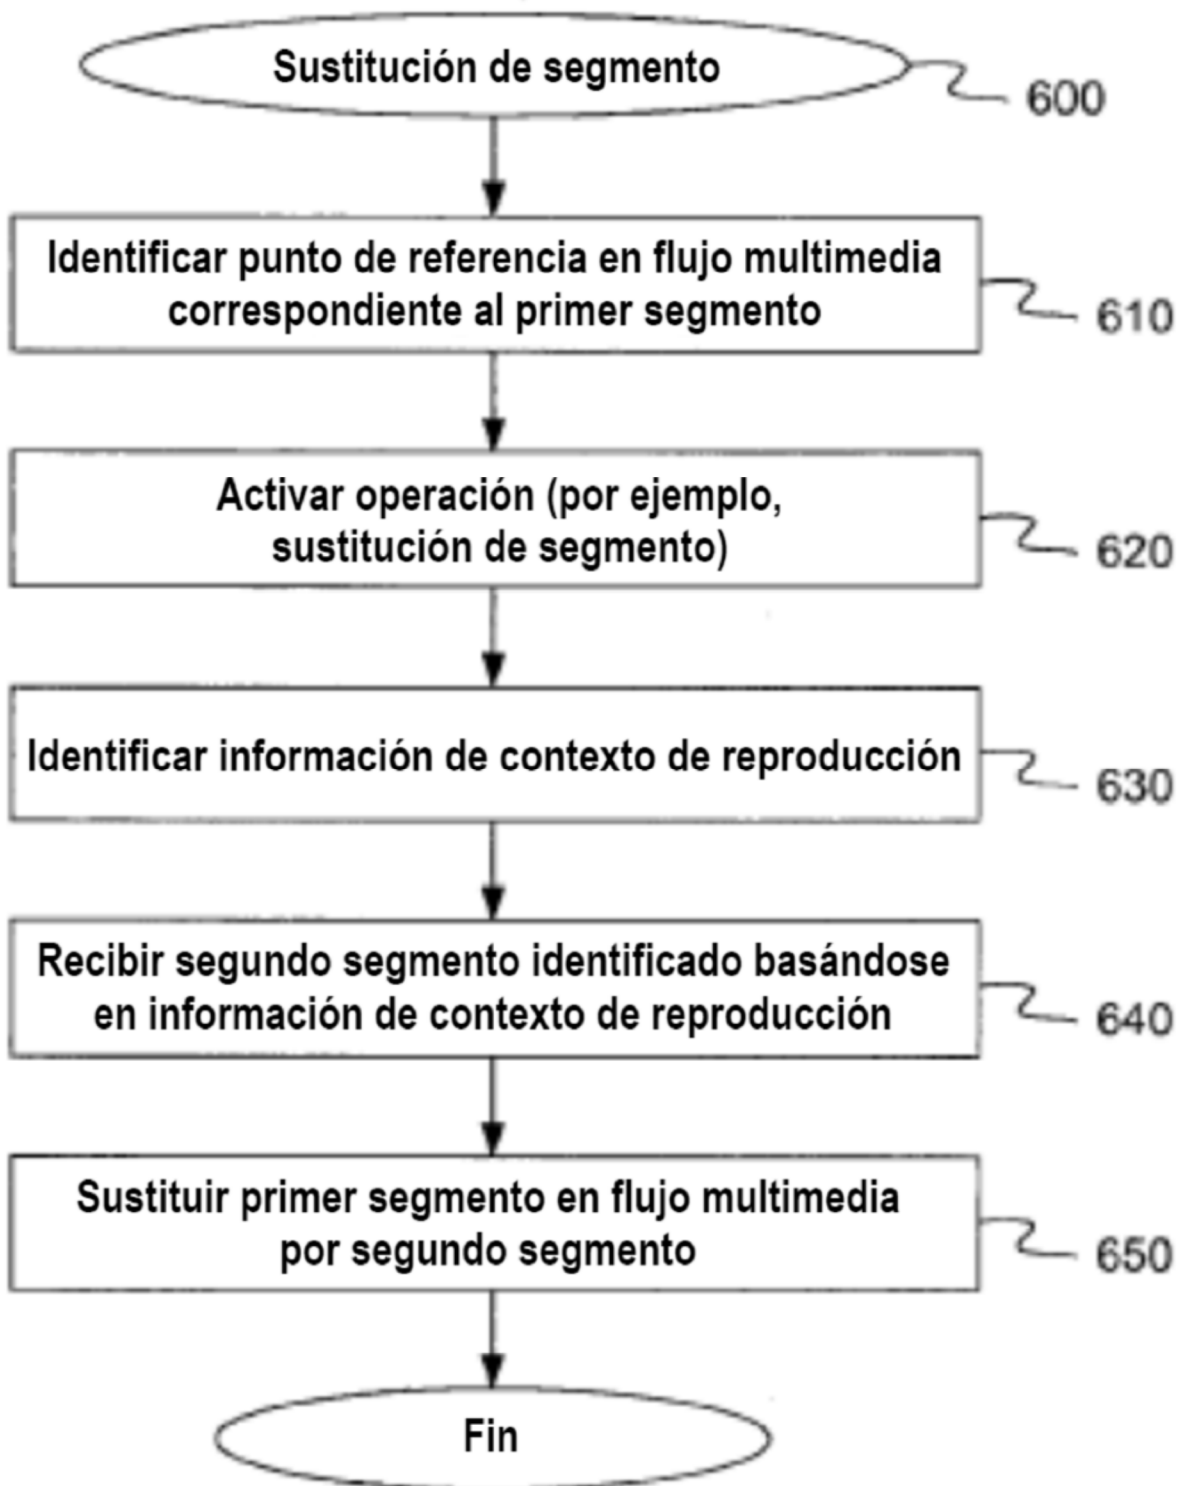 Sustitución de segmento
600
Identificar punto de referencia en flujo multimedia
correspondiente al primer segmento
610
Activar operación (por ejemplo,
sustitución de segmento)
620
Identificar información de contexto de reproducción
630
Recibir segundo segmento identificado basándose
en información de contexto de reproducción
640
Sustituir primer segmento en flujo multimedia
por segundo segmento
650
Fin